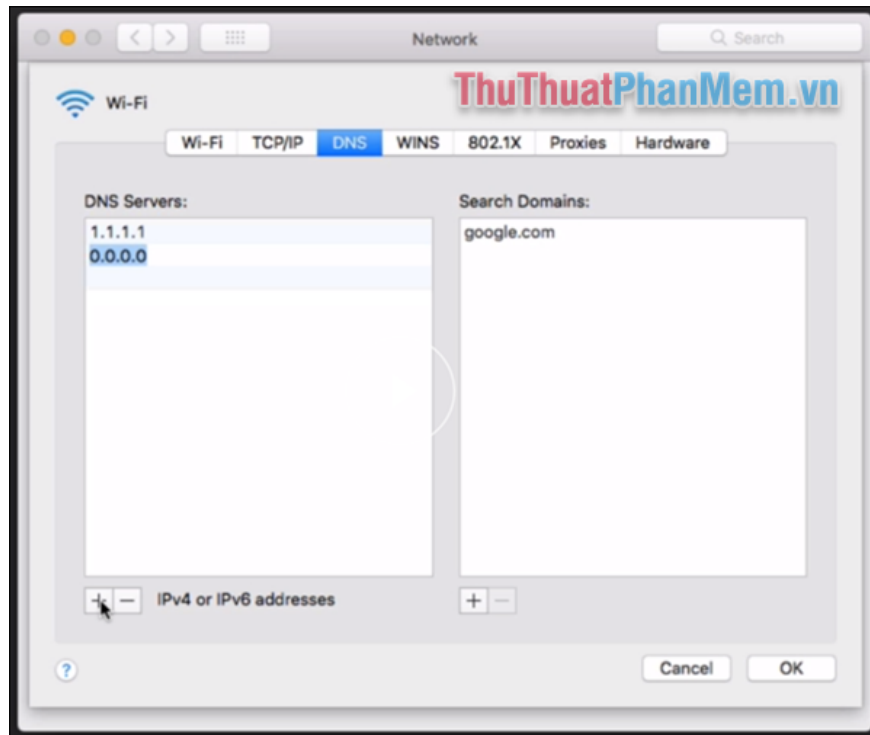 Network
Search
Wi-Fi
ThuThuatPhanMem.vn
Wi-Fi TCP/IP DNS WINS 802.1X Proxies Hardware
DNS Servers:
Search Domains:
1.1.1.1
google.com
0.0.0.0
+ − IPv4 or IPv6 addresses
+ −
?
Cancel
OK